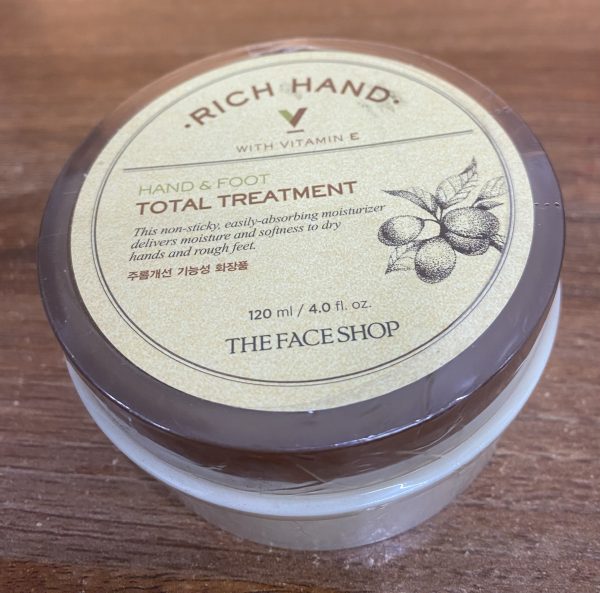 ·RICH HAND·
V
WITH VITAMIN E
HAND & FOOT
TOTAL TREATMENT
This non-sticky, easily-absorbing moisturizer
delivers moisture and softness to dry
hands and rough feet.
주름개선 기능성 화장품
120 ml / 4.0 fl. oz.
THE FACE SHOP